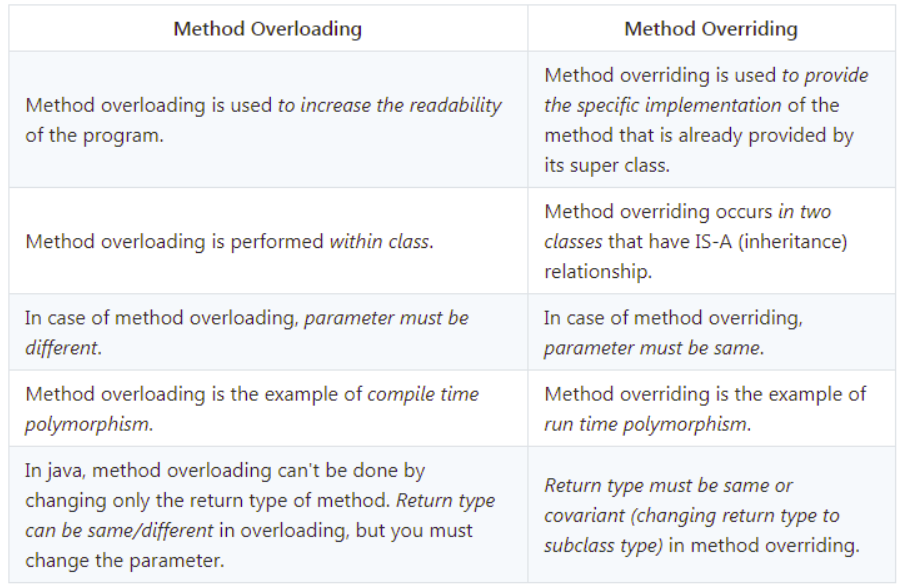 Method Overloading
Method Overriding
Method overloading is used to increase the readability
of the program.
Method overriding is used to provide
the specific implementation of the
method that is already provided by
its super class.
Method overloading is performed within class.
Method overriding occurs in two
classes that have IS-A (inheritance)
relationship.
In case of method overloading, parameter must be
different.
In case of method overriding,
parameter must be same.
Method overloading is the example of compile time
polymorphism.
Method overriding is the example of
run time polymorphism.
In java, method overloading can't be done by
changing only the return type of method. Return type
can be same/different in overloading, but you must
change the parameter.
Return type must be same or
covariant (changing return type to
subclass type) in method overriding.